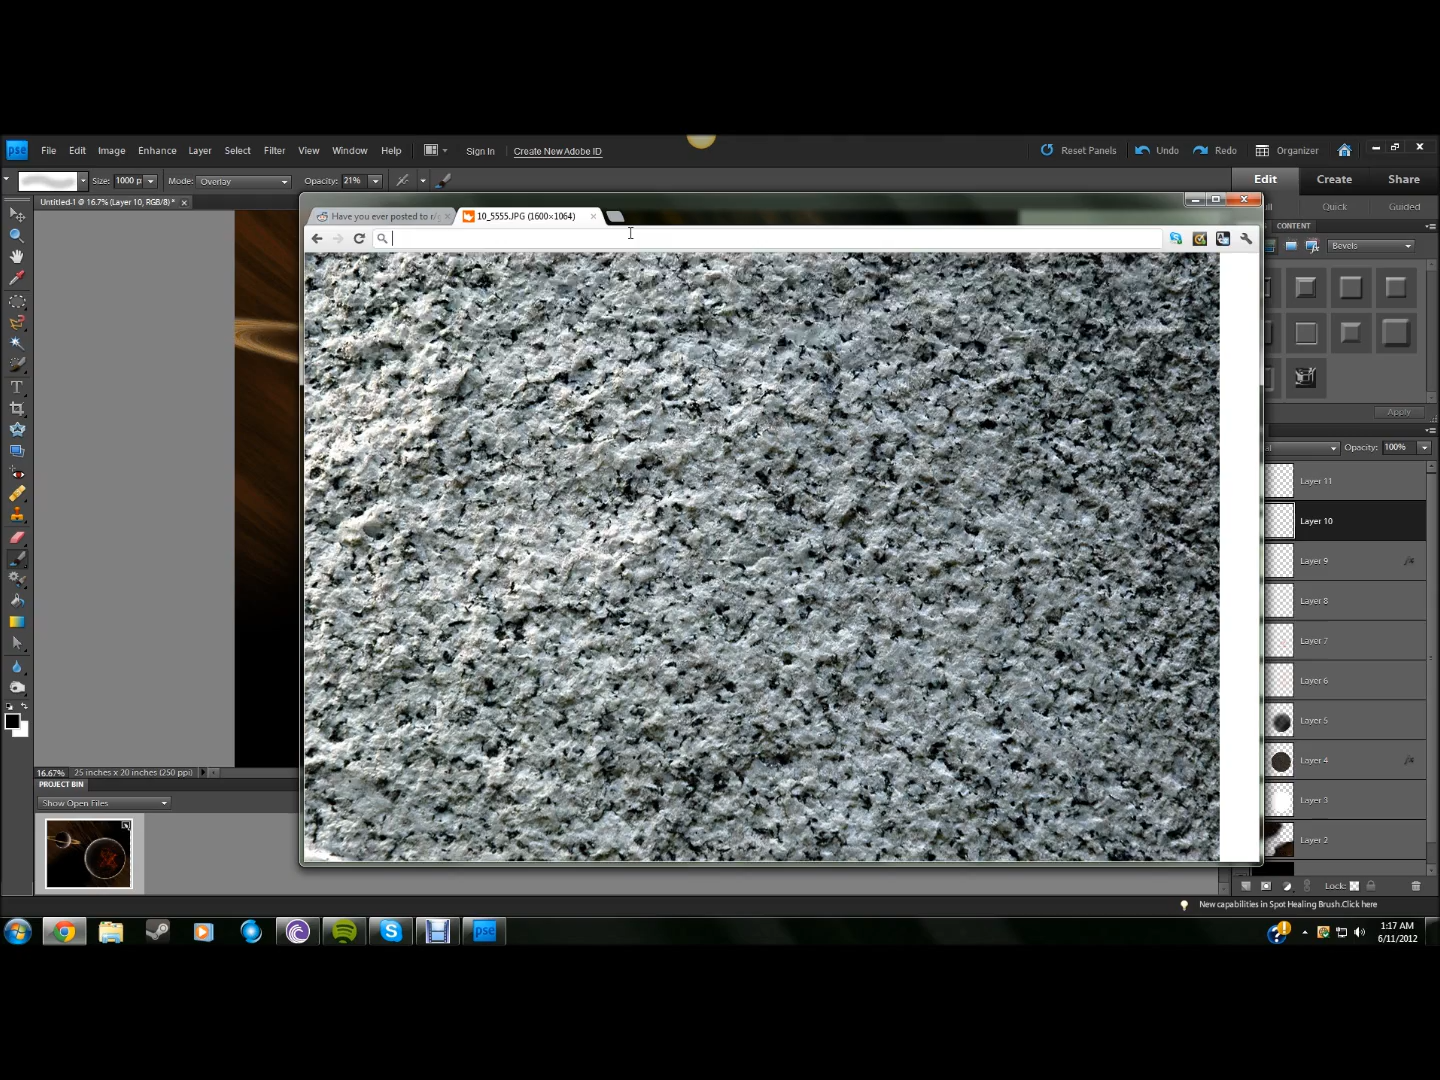 pse File Edit Image Enhance Layer Select Filter View Window Help Sign In Create New Adobe ID Reset Panels Undo Redo Organizer
Size: 1000 p Mode: Overlay Opacity: 21% Edit Create Share
Untitled-1 @ 16.7% (Layer 10, RGB/8) * Quick Guided
Have you ever posted to r/ 10_5555.JPG (1600×1064)
CONTENT
Bevels
T
Apply
Opacity: 100%
Layer 11
Layer 10
Layer 9
Layer 8
Layer 7
Layer 6
Layer 5
Layer 4
Layer 3
Layer 2
16.67% 25 inches x 20 inches (250 ppi)
PROJECT BIN
Show Open Files
Lock:
New capabilities in Spot Healing Brush.Click here
pse
1:17 AM
6/11/2012